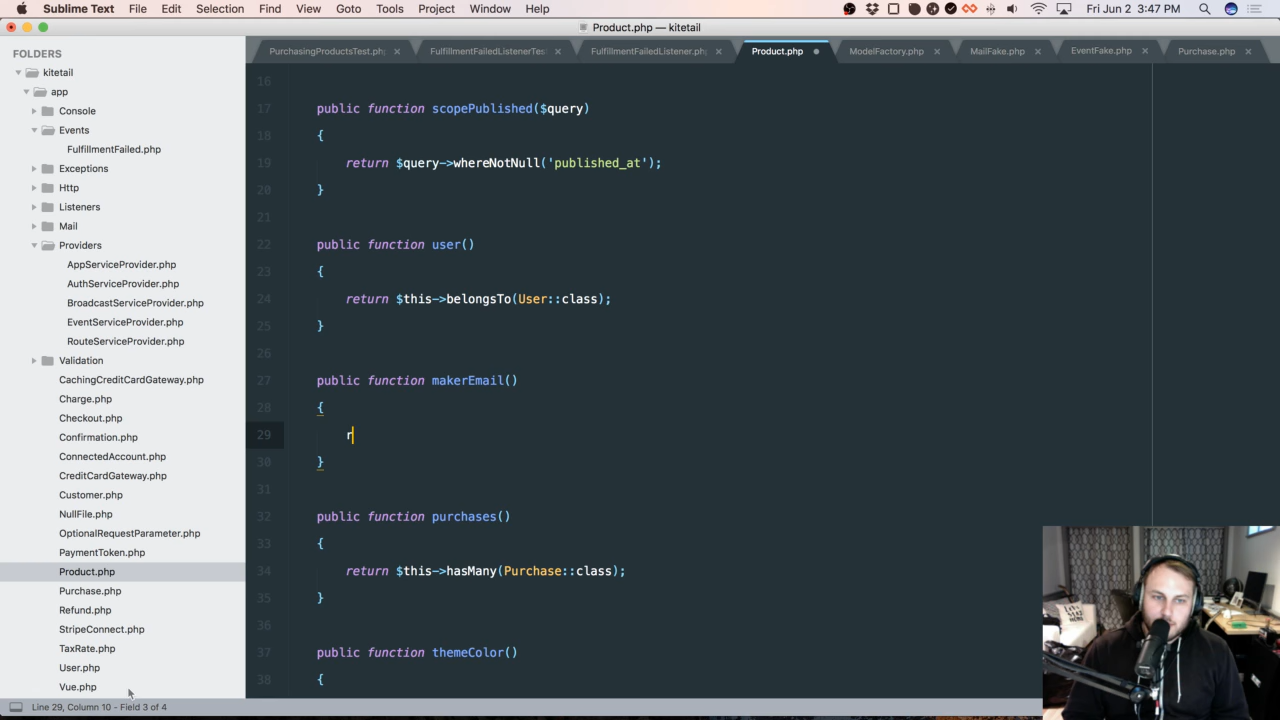 Sublime Text File Edit Selection Find View Goto Tools Project Window Help Fri Jun 2 3:47 PM
Product.php — kitetail
FOLDERS
kitetail
app
Console
Events
FulfillmentFailed.php
Exceptions
Http
Listeners
Mail
Providers
AppServiceProvider.php
AuthServiceProvider.php
BroadcastServiceProvider.php
EventServiceProvider.php
RouteServiceProvider.php
Validation
CachingCreditCardGateway.php
Charge.php
Checkout.php
Confirmation.php
ConnectedAccount.php
CreditCardGateway.php
Customer.php
NullFile.php
OptionalRequestParameter.php
PaymentToken.php
Product.php
Purchase.php
Refund.php
StripeConnect.php
TaxRate.php
User.php
Vue.php
PurchasingProductsTest.php FulfillmentFailedListenerTes FulfillmentFailedListener.php Product.php ModelFactory.php MailFake.php EventFake.php Purchase.php
16
17 public function scopePublished($query)
18 {
19 return $query->whereNotNull('published_at');
20 }
21
22 public function user()
23 {
24 return $this->belongsTo(User::class);
25 }
26
27 public function makerEmail()
28 {
29 r
30 }
31
32 public function purchases()
33 {
34 return $this->hasMany(Purchase::class);
35 }
36
37 public function themeColor()
38 {
Line 29, Column 10 - Field 3 of 4